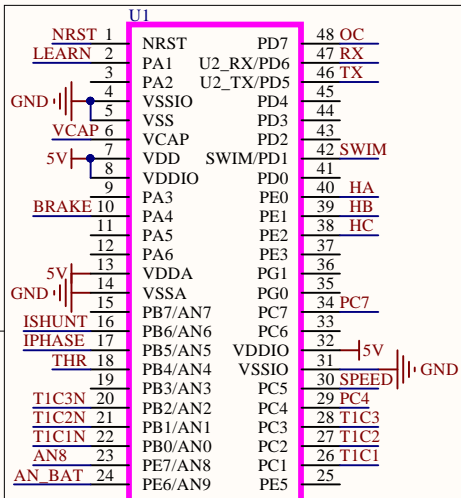 U1
NRST 1 NRST PD7 48 OC
LEARN 2 PA1 U2_RX/PD6 47 RX
3 PA2 U2_TX/PD5 46 TX
GND 4 VSSIO PD4 45
5 VSS PD3 44
VCAP 6 VCAP PD2 43
5V 7 VDD SWIM/PD1 42 SWIM
8 VDDIO PD0 41
9 PA3 PE0 40 HA
BRAKE 10 PA4 PE1 39 HB
11 PA5 PE2 38 HC
12 PA6 PE3 37
5V 13 VDDA PG1 36
GND 14 VSSA PG0 35
15 PB7/AN7 PC7 34 PC7
ISHUNT 16 PB6/AN6 PC6 33
IPHASE 17 PB5/AN5 VDDIO 32 5V
THR 18 PB4/AN4 VSSIO 31 GND
19 PB3/AN3 PC5 30 SPEED
T1C3N 20 PB2/AN2 PC4 29 PC4
T1C2N 21 PB1/AN1 PC3 28 T1C3
T1C1N 22 PB0/AN0 PC2 27 T1C2
AN8 23 PE7/AN8 PC1 26 T1C1
AN_BAT 24 PE6/AN9 PE5 25